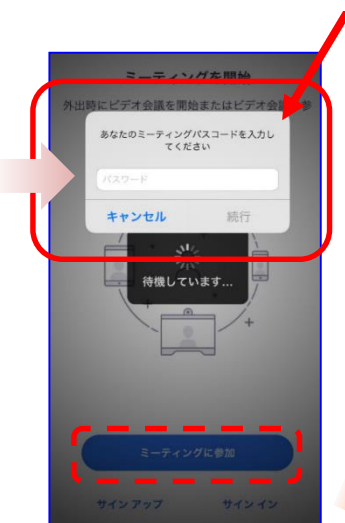 ミーティングを開始
外出時にビデオ会議を開始またはビデオ会議に参
あなたのミーティングパスコードを入力し
てください
パスワード
キャンセル
続行
待機しています...
ミーティングに参加
サイン アップ
サイン イン